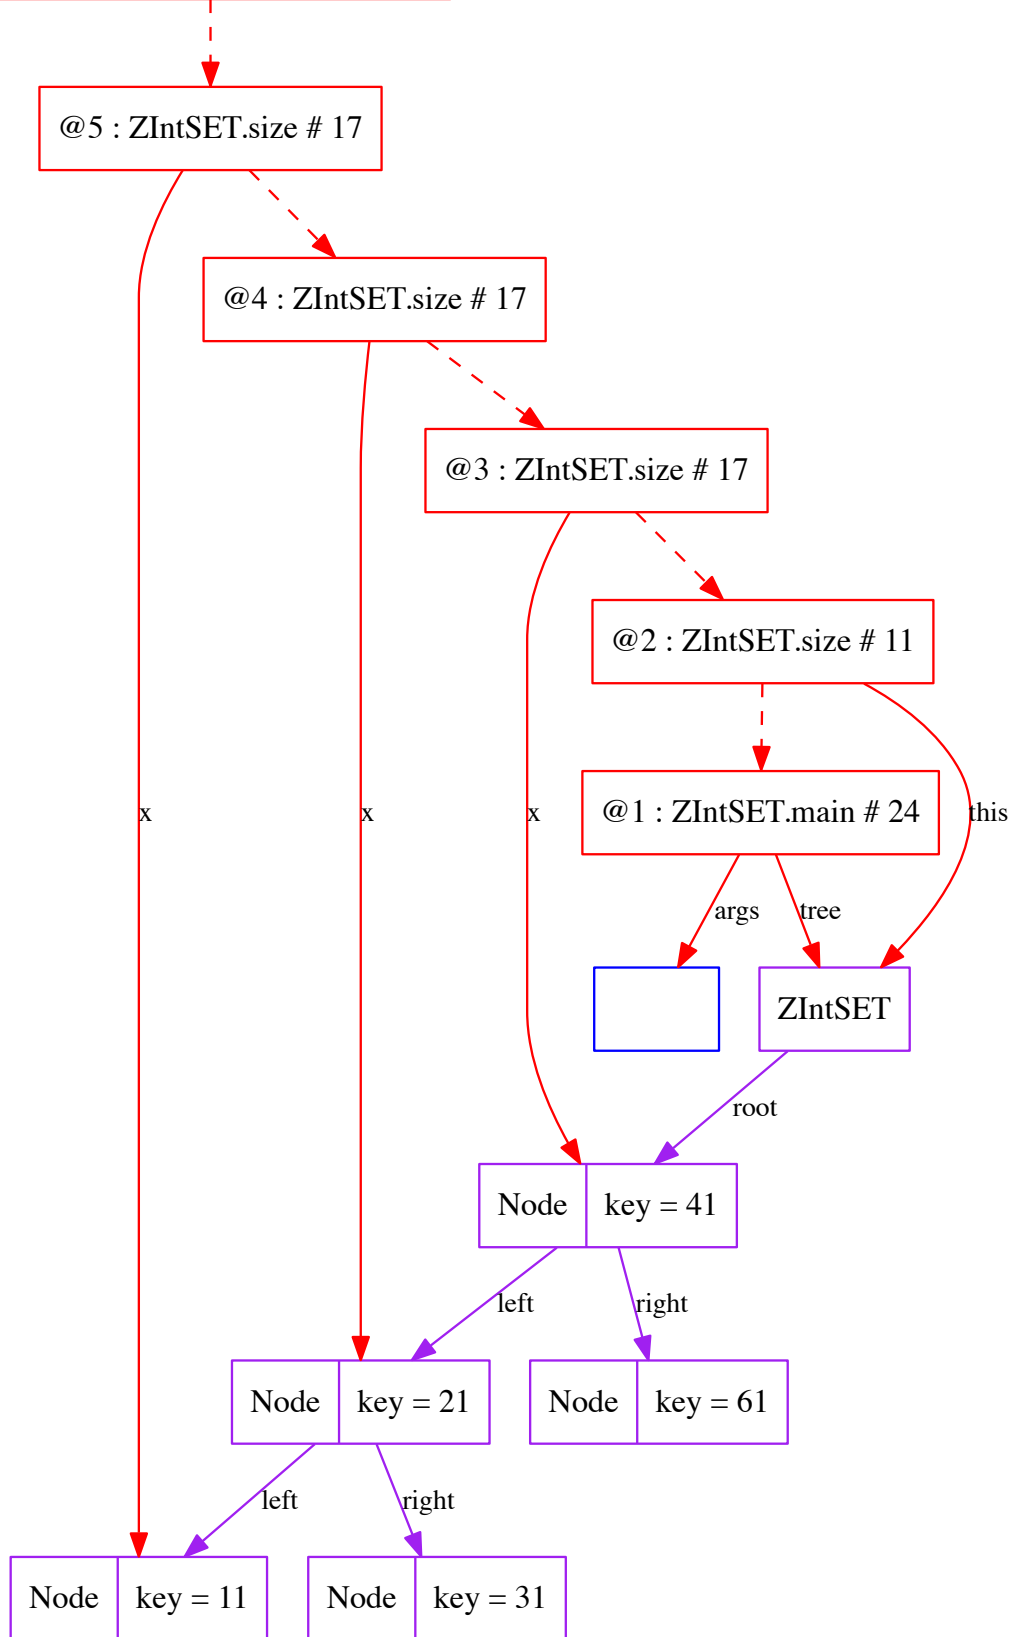 @5 : ZIntSET.size # 17
@4 : ZIntSET.size # 17
@3 : ZIntSET.size # 17
@2 : ZIntSET.size # 11
x
x
x
@1 : ZIntSET.main # 24
this
args
tree
ZIntSET
root
Node
key = 41
left
right
Node
key = 21
Node
key = 61
left
right
Node
key = 11
Node
key = 31